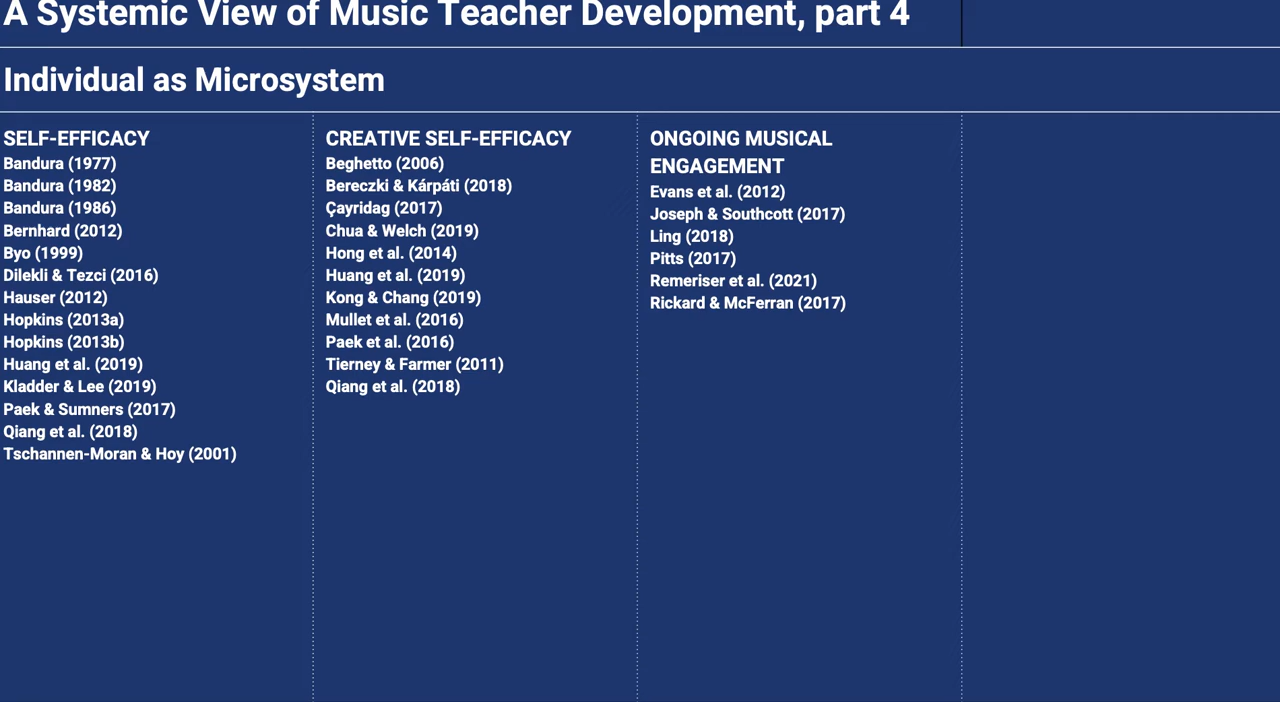 A Systemic View of Music Teacher Development, part 4
Individual as Microsystem
SELF-EFFICACY
Bandura (1977)
Bandura (1982)
Bandura (1986)
Bernhard (2012)
Byo (1999)
Dilekli & Tezci (2016)
Hauser (2012)
Hopkins (2013a)
Hopkins (2013b)
Huang et al. (2019)
Kladder & Lee (2019)
Paek & Sumners (2017)
Qiang et al. (2018)
Tschannen-Moran & Hoy (2001)
CREATIVE SELF-EFFICACY
Beghetto (2006)
Bereczki & Kárpáti (2018)
Çayridag (2017)
Chua & Welch (2019)
Hong et al. (2014)
Huang et al. (2019)
Kong & Chang (2019)
Mullet et al. (2016)
Paek et al. (2016)
Tierney & Farmer (2011)
Qiang et al. (2018)
ONGOING MUSICAL
ENGAGEMENT
Evans et al. (2012)
Joseph & Southcott (2017)
Ling (2018)
Pitts (2017)
Remeriser et al. (2021)
Rickard & McFerran (2017)